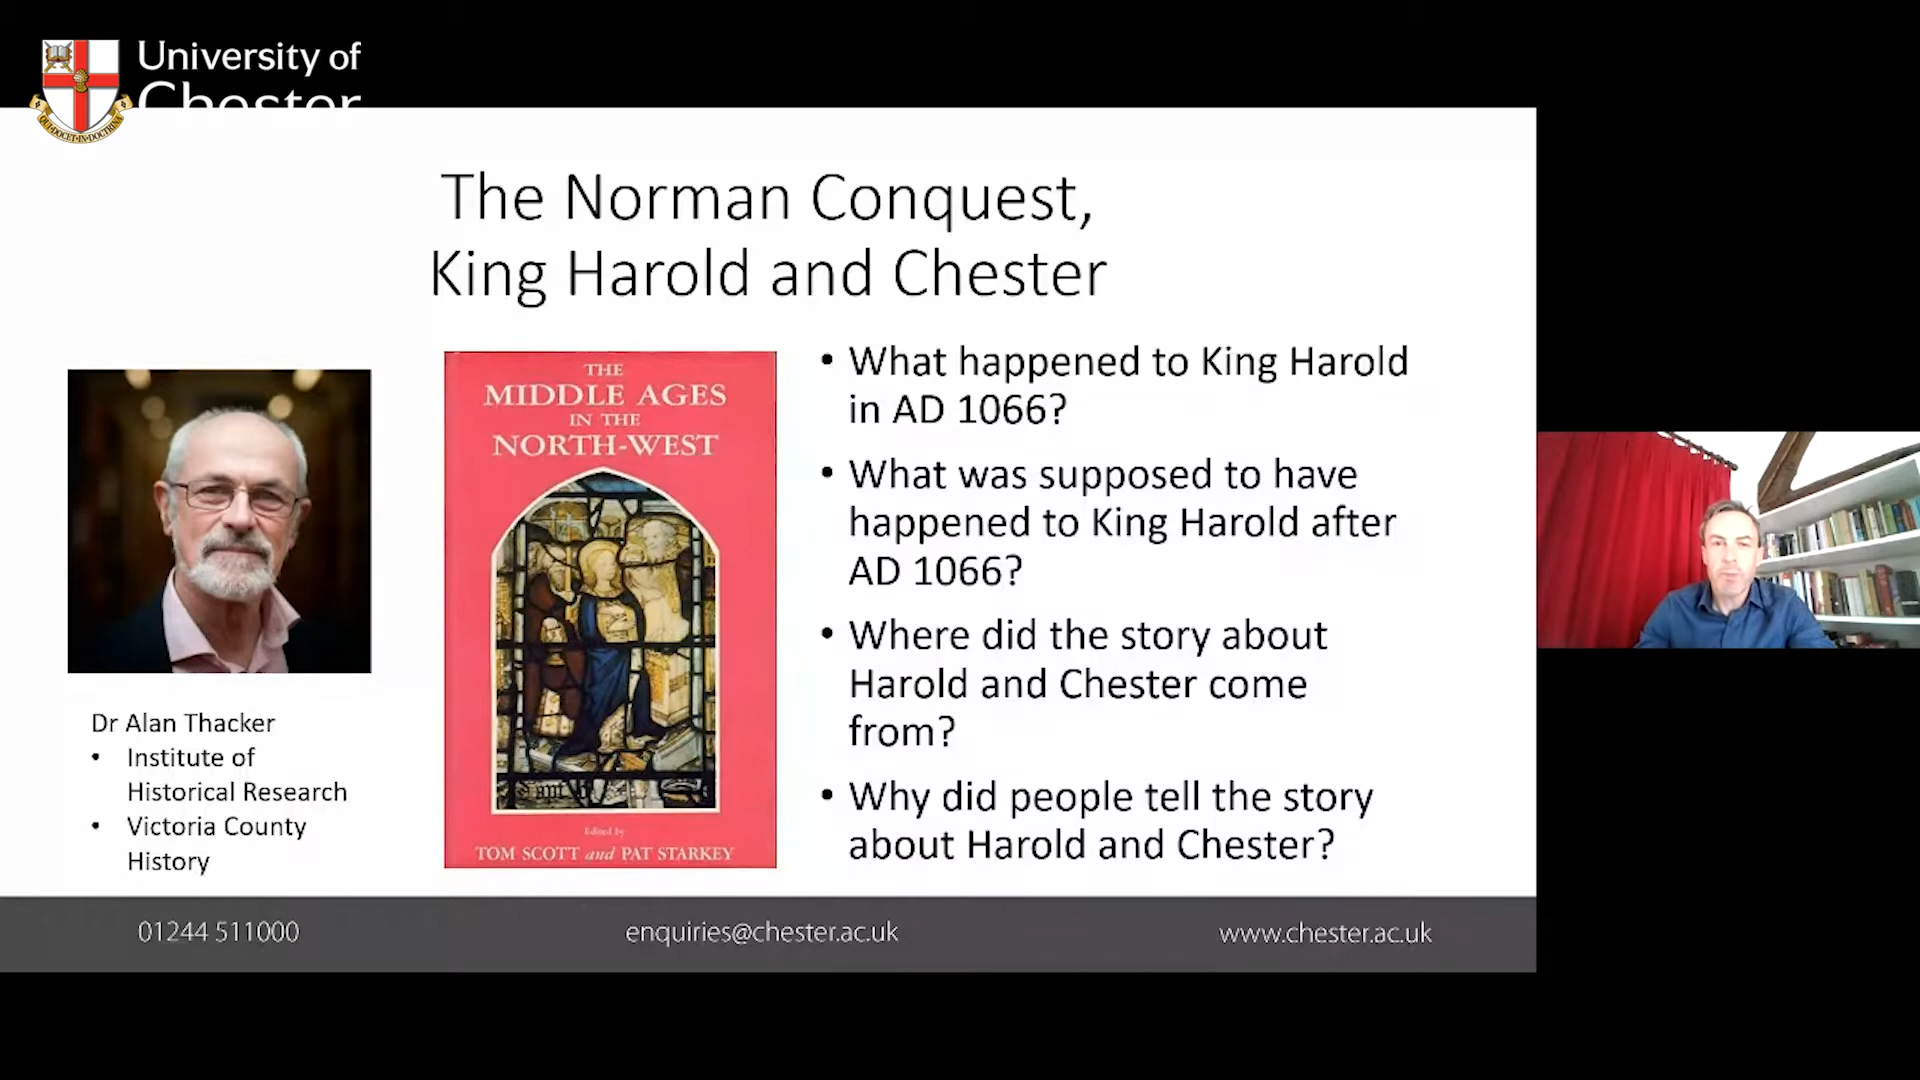 University of
Chester
QUI·DOCET·IN·DOCTRINA
The Norman Conquest,
King Harold and Chester
Dr Alan Thacker
• Institute of
Historical Research
• Victoria County
History
THE
MIDDLE AGES
IN THE
NORTH-WEST
Edited by
TOM SCOTT and PAT STARKEY
• What happened to King Harold
in AD 1066?
• What was supposed to have
happened to King Harold after
AD 1066?
• Where did the story about
Harold and Chester come
from?
• Why did people tell the story
about Harold and Chester?
01244 511000
enquiries@chester.ac.uk
www.chester.ac.uk